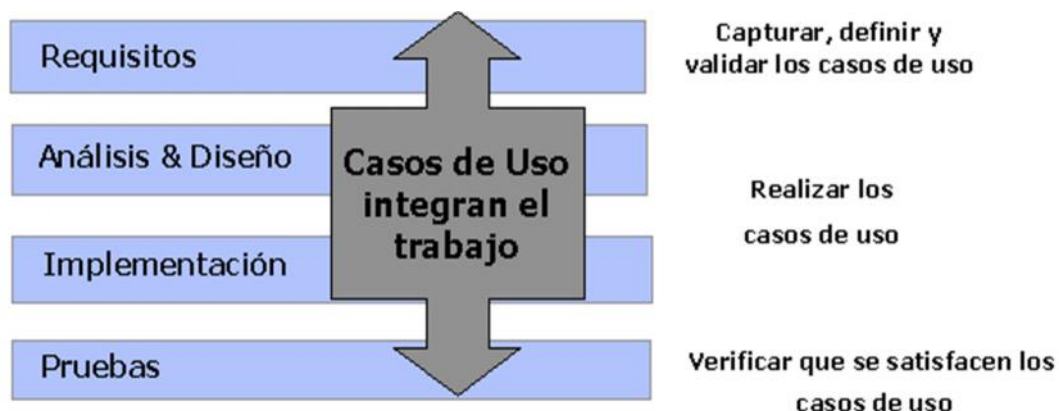 Requisitos
Capturar, definir y
validar los casos de uso
Análisis & Diseño
Casos de Uso
integran el
trabajo
Realizar los
casos de uso
Implementación
Pruebas
Verificar que se satisfacen los
casos de uso